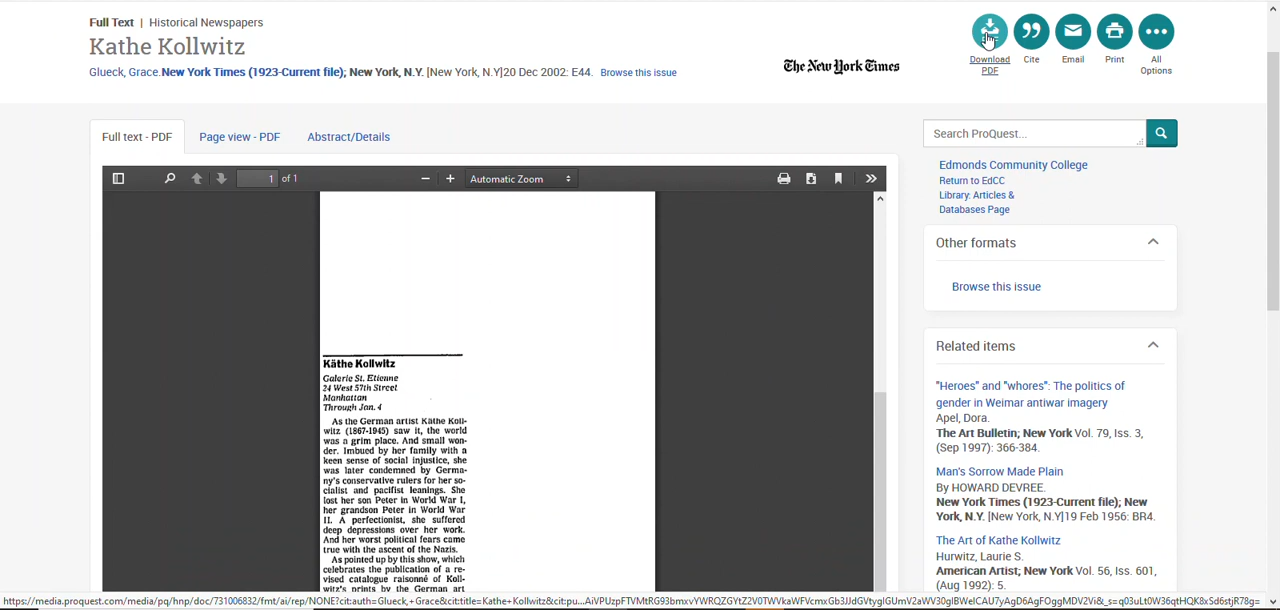 Full Text | Historical Newspapers
Kathe Kollwitz
Glueck, Grace.New York Times (1923-Current file); New York, N.Y. [New York, N.Y]20 Dec 2002: E44. Browse this issue
The New York Times
Download PDF
Cite
Email
Print
All Options
Full text - PDF
Page view - PDF
Abstract/Details
1 of 1
Automatic Zoom
Käthe Kollwitz
Galerie St. Etienne
24 West 57th Street
Manhattan
Through Jan. 4
As the German artist Käthe Koll-
witz (1867-1945) saw it, the world
was a grim place. And small won-
der. Imbued by her family with a
keen sense of social injustice, she
was later condemned by Germa-
ny's conservative rulers for her so-
cialist and pacifist leanings. She
lost her son Peter in World War I,
her grandson Peter in World War
II. A perfectionist, she suffered
deep depressions over her work.
And her worst political fears came
true with the ascent of the Nazis.
As pointed up by this show, which
celebrates the publication of a re-
vised catalogue raisonné of Koll-
witz's prints by the German art
Search ProQuest...
Edmonds Community College
Return to EdCC
Library: Articles &
Databases Page
Other formats
Browse this issue
Related items
"Heroes" and "whores": The politics of
gender in Weimar antiwar imagery
Apel, Dora.
The Art Bulletin; New York Vol. 79, Iss. 3,
(Sep 1997): 366-384.
Man's Sorrow Made Plain
By HOWARD DEVREE.
New York Times (1923-Current file); New
York, N.Y. [New York, N.Y]19 Feb 1956: BR4.
The Art of Kathe Kollwitz
Hurwitz, Laurie S.
American Artist; New York Vol. 56, Iss. 601,
(Aug 1992): 5.